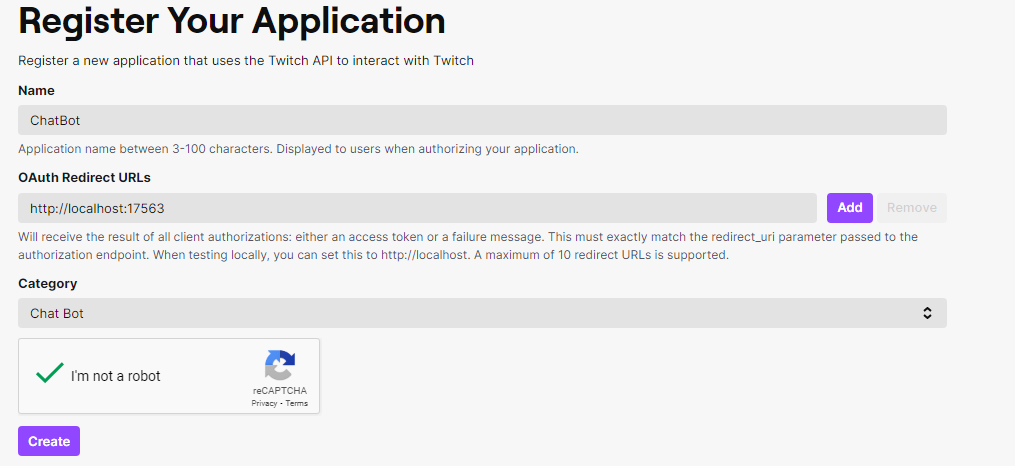 Register Your Application
Register a new application that uses the Twitch API to interact with Twitch
Name
ChatBot
Application name between 3-100 characters. Displayed to users when authorizing your application.
OAuth Redirect URLs
http://localhost:17563
Add
Remove
Will receive the result of all client authorizations: either an access token or a failure message. This must exactly match the redirect_uri parameter passed to the
authorization endpoint. When testing locally, you can set this to http://localhost. A maximum of 10 redirect URLs is supported.
Category
Chat Bot
I'm not a robot
reCAPTCHA
Privacy - Terms
Create